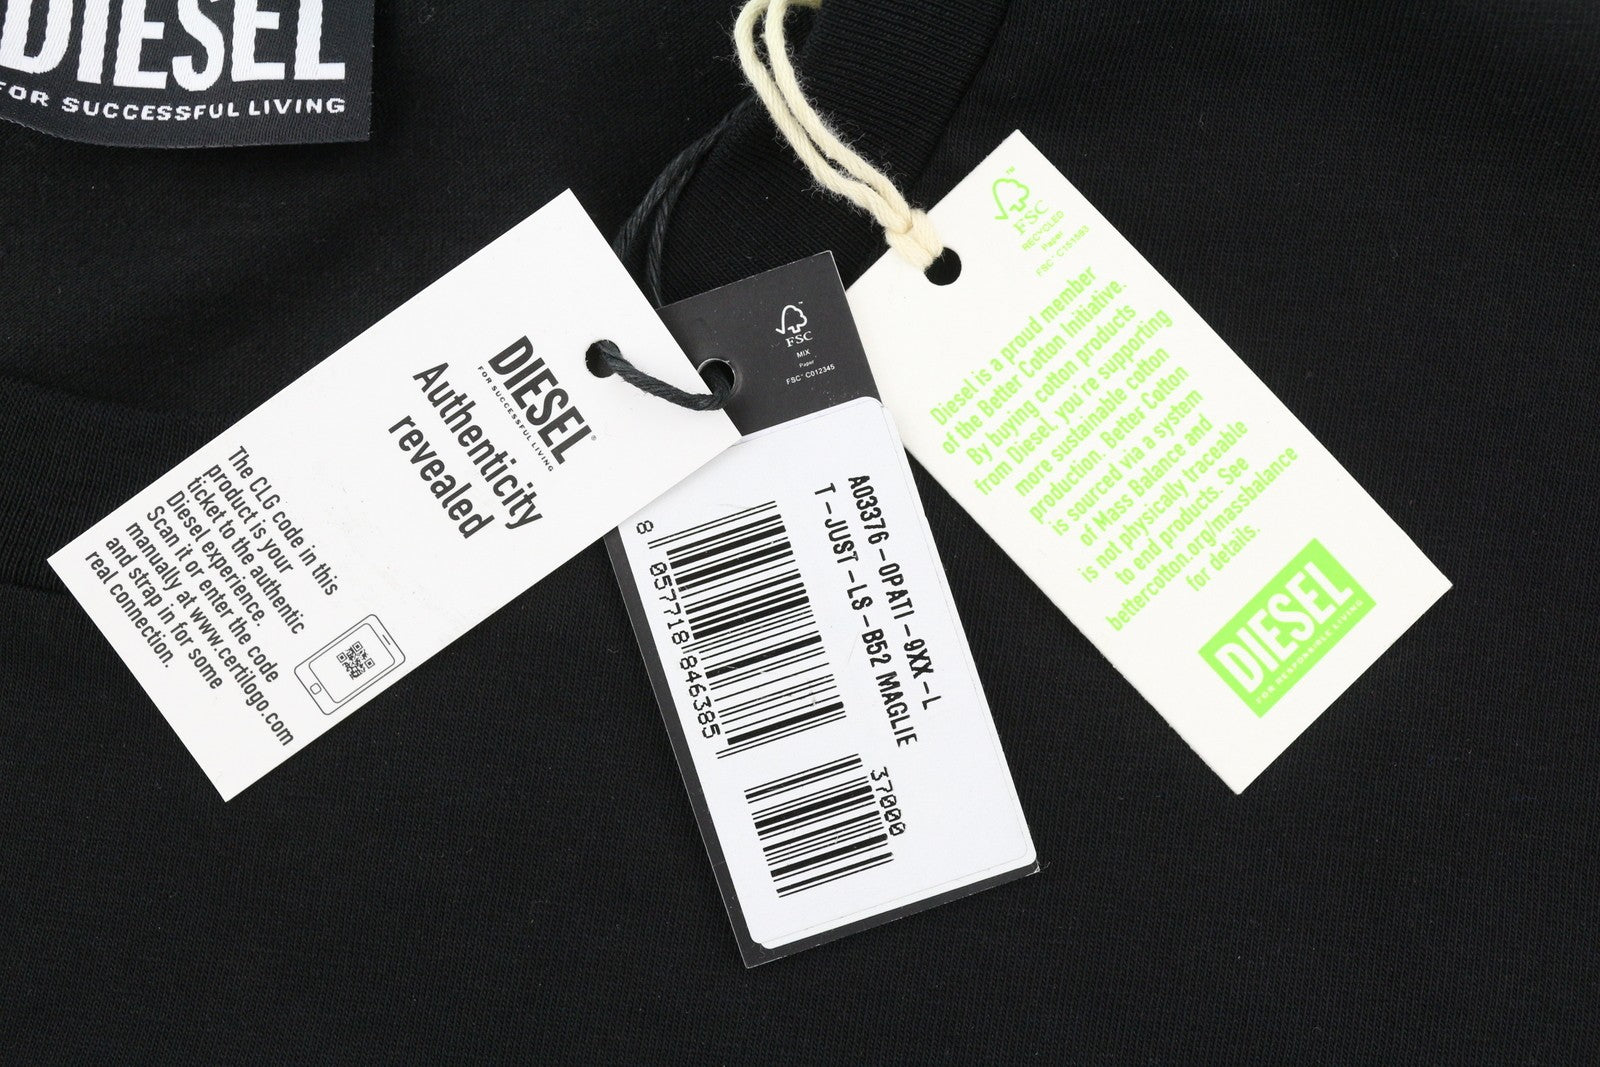 DIESEL
FOR SUCCESSFUL LIVING
DIESEL®
FOR SUCCESSFUL LIVING
Authenticity
revealed
The CLG code in this
product is your
ticket to the authentic
Diesel experience.
Scan it or enter the code
manually at www.certilogo.com
and strap in for some
real connection.
FSC
MIX
Paper
FSC™ C012345
A03376-0PATI-9XX-L
T-JUST-LS-B52 MAGLIE
8 057718 846385
37000
™
FSC
RECYCLED
Paper
FSC™ C151583
Diesel is a proud member
of the Better Cotton Initiative.
By buying cotton products
from Diesel, you're supporting
more sustainable cotton
production. Better Cotton
is sourced via a system
of Mass Balance and
is not physically traceable
to end products. See
bettercotton.org/massbalance
for details.
DIESEL
FOR RESPONSIBLE LIVING